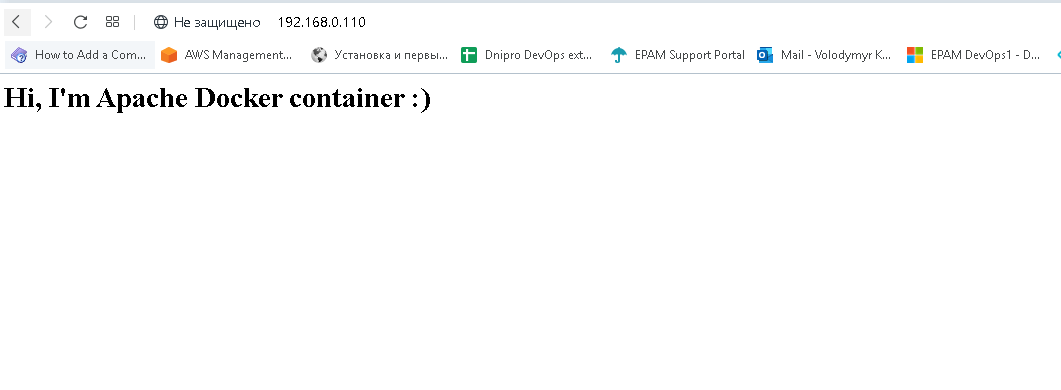 Не защищено 192.168.0.110
How to Add a Com... AWS Management... Установка и первы... Dnipro DevOps ext... EPAM Support Portal Mail - Volodymyr K... EPAM DevOps1 - D...
Hi, I'm Apache Docker container :)